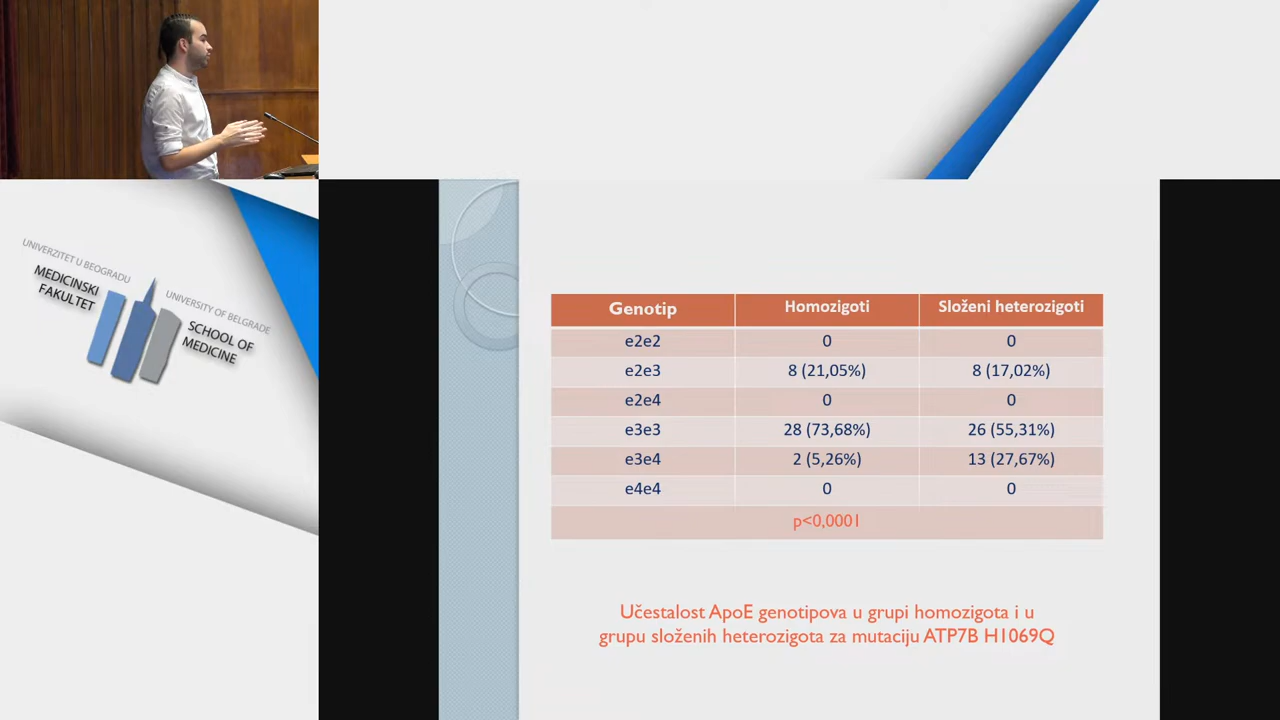 UNIVERZITET U BEOGRADU
MEDICINSKI
FAKULTET
UNIVERSITY OF BELGRADE
SCHOOL OF
MEDICINE
Genotip Homozigoti Složeni heterozigoti
e2e2 0 0
e2e3 8 (21,05%) 8 (17,02%)
e2e4 0 0
e3e3 28 (73,68%) 26 (55,31%)
e3e4 2 (5,26%) 13 (27,67%)
e4e4 0 0
p<0,0001
Učestalost ApoE genotipova u grupi homozigota i u
grupu složenih heterozigota za mutaciju ATP7B H1069Q